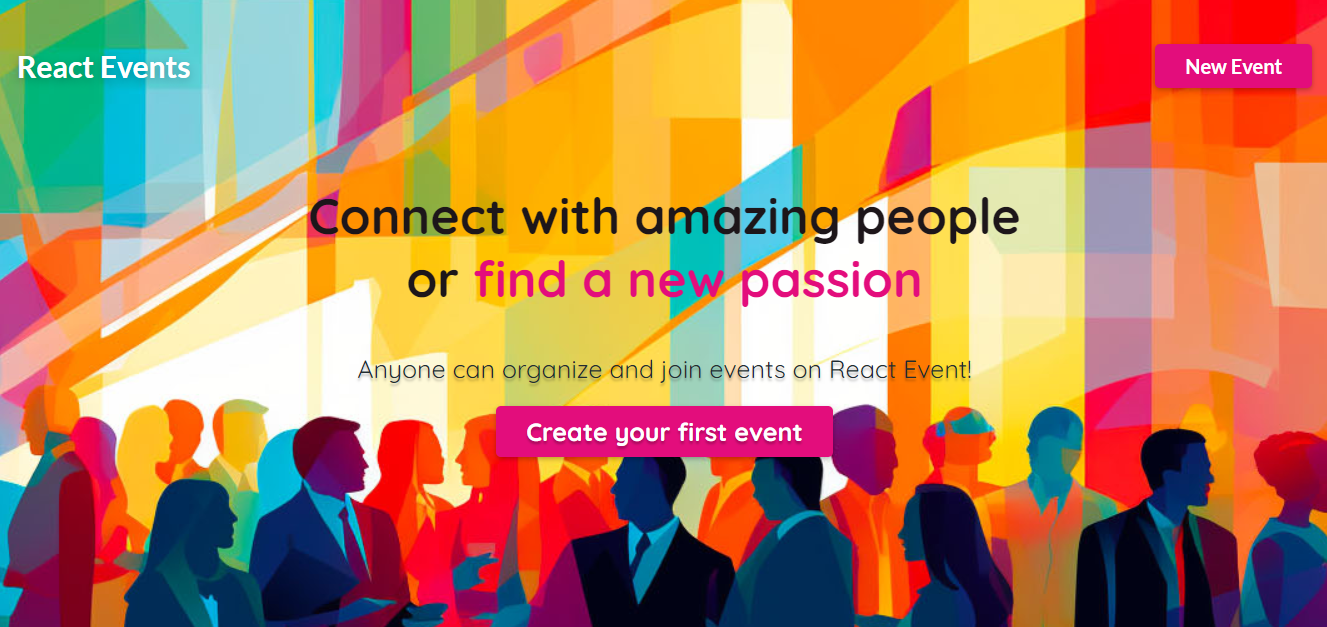 React Events
New Event
Connect with amazing people
or find a new passion
Anyone can organize and join events on React Event!
Create your first event